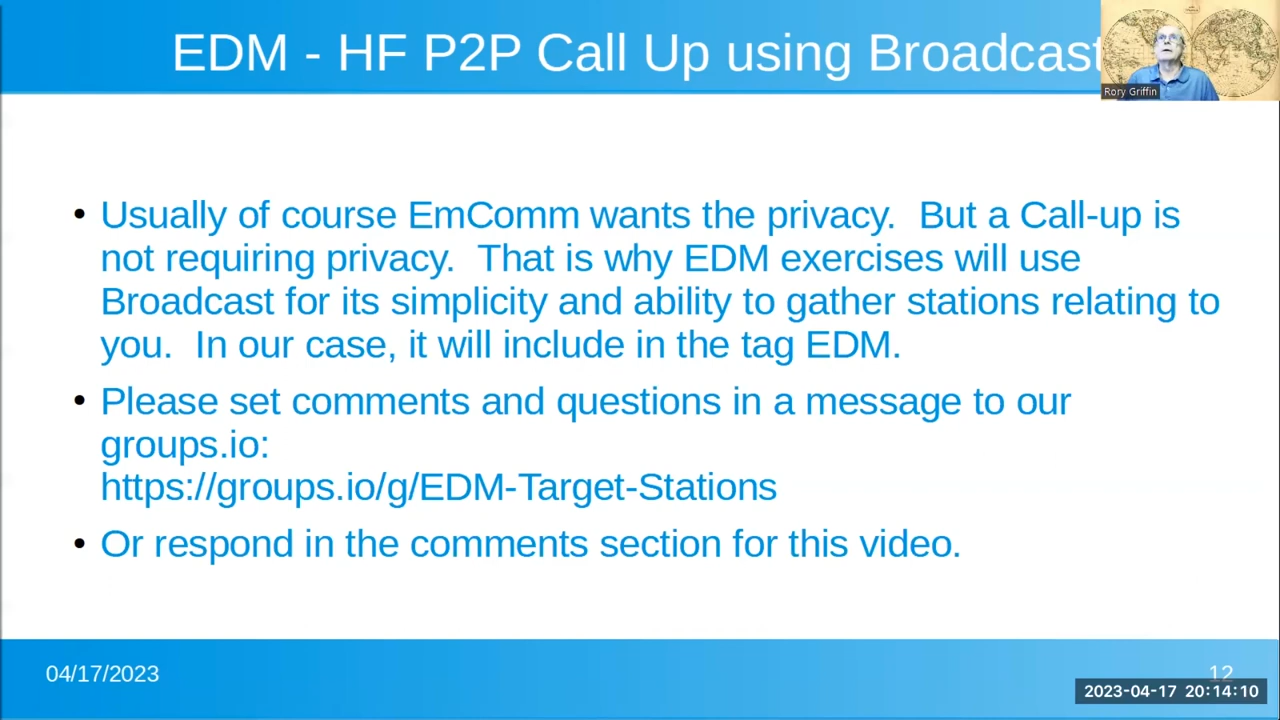 EDM - HF P2P Call Up using Broadcast
Rory Griffin
• Usually of course EmComm wants the privacy.  But a Call-up is
not requiring privacy.  That is why EDM exercises will use
Broadcast for its simplicity and ability to gather stations relating to
you.  In our case, it will include in the tag EDM.
• Please set comments and questions in a message to our
groups.io:
https://groups.io/g/EDM-Target-Stations
• Or respond in the comments section for this video.
04/17/2023
12
2023-04-17 20:14:10